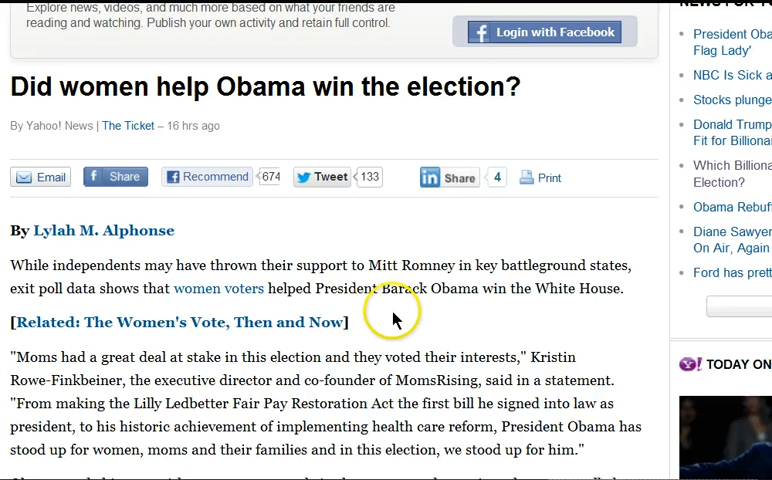 Explore news, videos, and much more based on what your friends are
reading and watching. Publish your own activity and retain full control.
Login with Facebook
Did women help Obama win the election?
By Yahoo! News | The Ticket – 16 hrs ago
Email
Share
Recommend
674
Tweet
133
Share
4
Print
By Lylah M. Alphonse
While independents may have thrown their support to Mitt Romney in key battleground states,
exit poll data shows that women voters helped President Barack Obama win the White House.
[Related: The Women's Vote, Then and Now]
"Moms had a great deal at stake in this election and they voted their interests," Kristin
Rowe-Finkbeiner, the executive director and co-founder of MomsRising, said in a statement.
"From making the Lilly Ledbetter Fair Pay Restoration Act the first bill he signed into law as
president, to his historic achievement of implementing health care reform, President Obama has
stood up for women, moms and their families and in this election, we stood up for him."
President Oba
Flag Lady'
NBC Is Sick a
Stocks plunge
Donald Trump
Fit for Billiona
Which Billiona
Election?
Obama Rebuf
Diane Sawyer
On Air, Again
Ford has prett
Y! TODAY ON